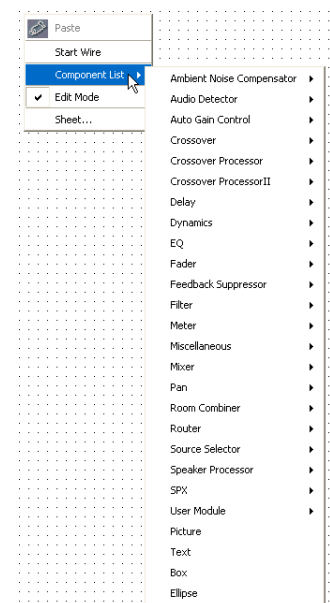 Paste
Start Wire
Component List
Edit Mode
Sheet...
Ambient Noise Compensator
Audio Detector
Auto Gain Control
Crossover
Crossover Processor
Crossover ProcessorII
Delay
Dynamics
EQ
Fader
Feedback Suppressor
Filter
Meter
Miscellaneous
Mixer
Pan
Room Combiner
Router
Source Selector
Speaker Processor
SPX
User Module
Picture
Text
Box
Ellipse